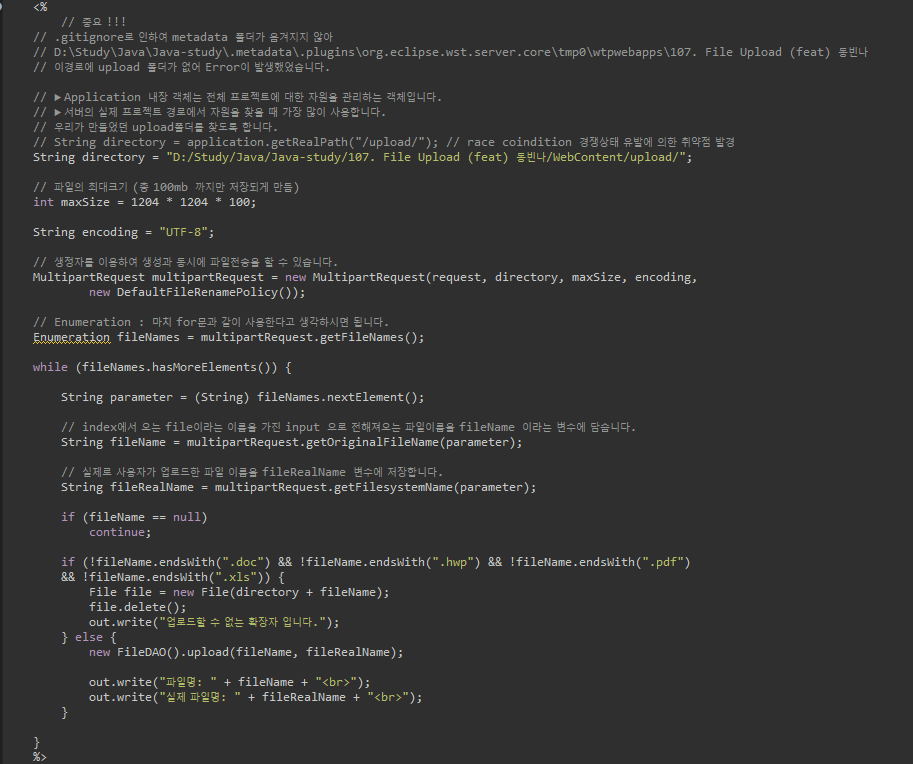 <%
// 중요 !!!
// .gitignore로 인하여 metadata 폴더가 옮겨지지 않아
// D:\Study\Java\Java-study\.metadata\.plugins\org.eclipse.wst.server.core\tmp0\wtpwebapps\107. File Upload (feat) 동빈나
// 이경로에 upload 폴더가 없어 Error이 발생했었습니다.
// ▶Application 내장 객체는 전체 프로젝트에 대한 자원을 관리하는 객체입니다.
// ▶서버의 실제 프로젝트 경로에서 자원을 찾을 때 가장 많이 사용합니다.
// 우리가 만들었던 upload폴더를 찾도록 합니다.
// String directory = application.getRealPath("/upload/"); // race coindition 경쟁상태 유발에 의한 취약점 발경
String directory = "D:/Study/Java/Java-study/107. File Upload (feat) 동빈나/WebContent/upload/";
// 파일의 최대크기 (총 100mb 까지만 저장되게 만듬)
int maxSize = 1204 * 1204 * 100;
String encoding = "UTF-8";
// 생정자를 이용하여 생성과 동시에 파일전송을 할 수 있습니다.
MultipartRequest multipartRequest = new MultipartRequest(request, directory, maxSize, encoding,
new DefaultFileRenamePolicy());
// Enumeration : 마치 for문과 같이 사용한다고 생각하시면 됩니다.
Enumeration fileNames = multipartRequest.getFileNames();
while (fileNames.hasMoreElements()) {
String parameter = (String) fileNames.nextElement();
// index에서 오는 file이라는 이름을 가진 input 으로 전해져오는 파일이름을 fileName 이라는 변수에 담습니다.
String fileName = multipartRequest.getOriginalFileName(parameter);
// 실제로 사용자가 업로드한 파일 이름을 fileRealName 변수에 저장합니다.
String fileRealName = multipartRequest.getFilesystemName(parameter);
if (fileName == null)
continue;
if (!fileName.endsWith(".doc") && !fileName.endsWith(".hwp") && !fileName.endsWith(".pdf")
&& !fileName.endsWith(".xls")) {
File file = new File(directory + fileName);
file.delete();
out.write("업로드할 수 없는 확장자 입니다.");
} else {
new FileDAO().upload(fileName, fileRealName);
out.write("파일명: " + fileName + "<br>");
out.write("실제 파일명: " + fileRealName + "<br>");
}
}
%>